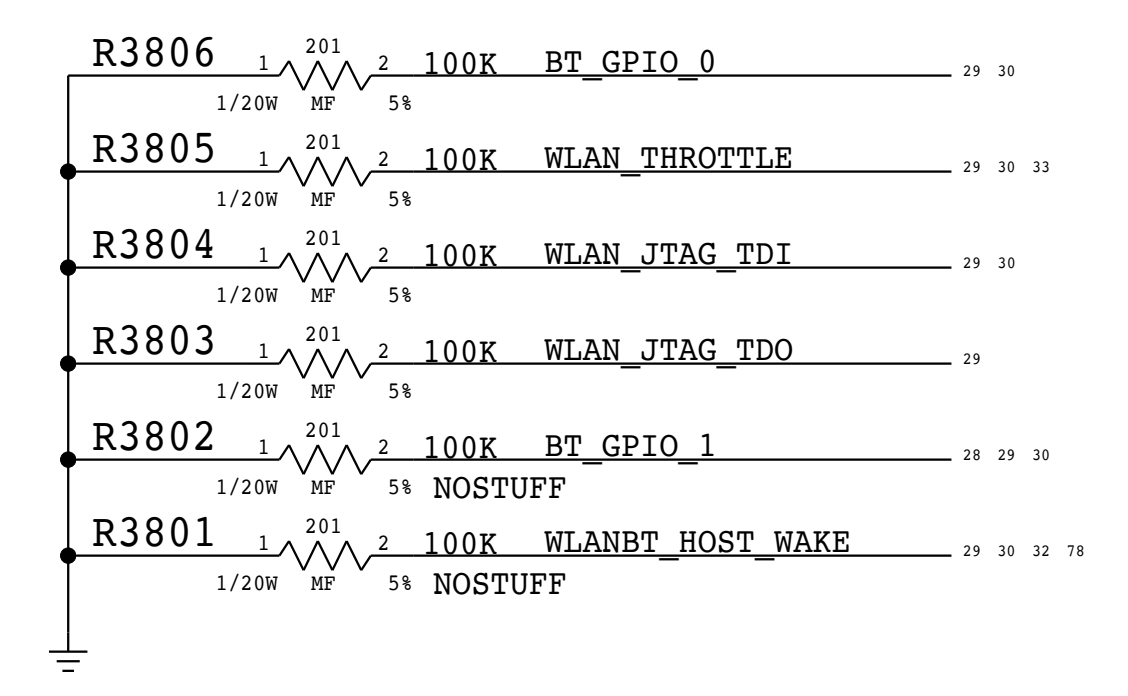 R3806 1 201 2 100K BT_GPIO_0 29 30
1/20W MF 5%
R3805 1 201 2 100K WLAN_THROTTLE 29 30 33
1/20W MF 5%
R3804 1 201 2 100K WLAN_JTAG_TDI 29 30
1/20W MF 5%
R3803 1 201 2 100K WLAN_JTAG_TDO 29
1/20W MF 5%
R3802 1 201 2 100K BT_GPIO_1 28 29 30
1/20W MF 5% NOSTUFF
R3801 1 201 2 100K WLANBT_HOST_WAKE 29 30 32 78
1/20W MF 5% NOSTUFF